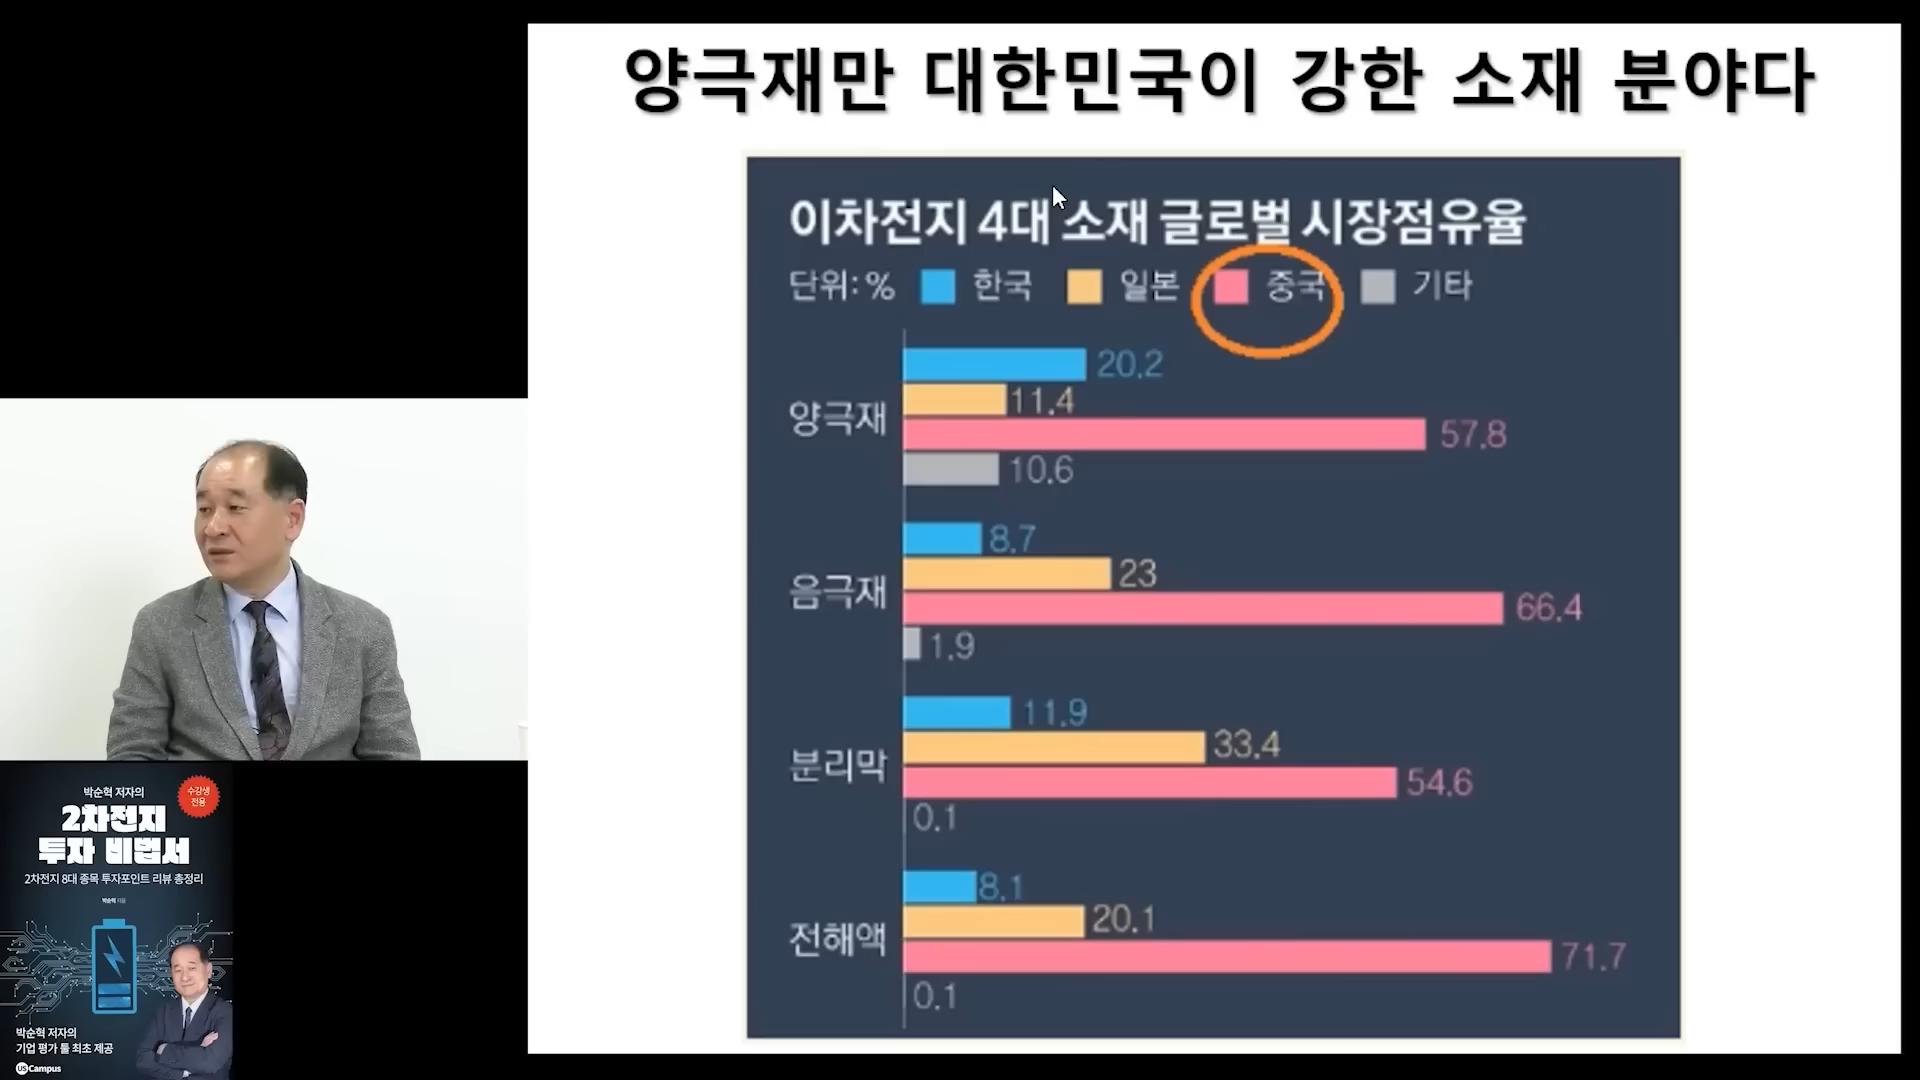 양극재만 대한민국이 강한 소재 분야다
이차전지 4대 소재 글로벌 시장점유율
단위: % 한국 일본 중국 기타
양극재
20.2
11.4
57.8
10.6
음극재
8.7
23
66.4
1.9
분리막
11.9
33.4
54.6
0.1
전해액
8.1
20.1
71.7
0.1
박순혁 저자의
수강생
전용
2차전지
투자 비법서
2차전지 8대 종목 투자포인트 리뷰 총정리
박순혁 지음
박순혁 저자의
기업 평가 툴 최초 제공
US Campus